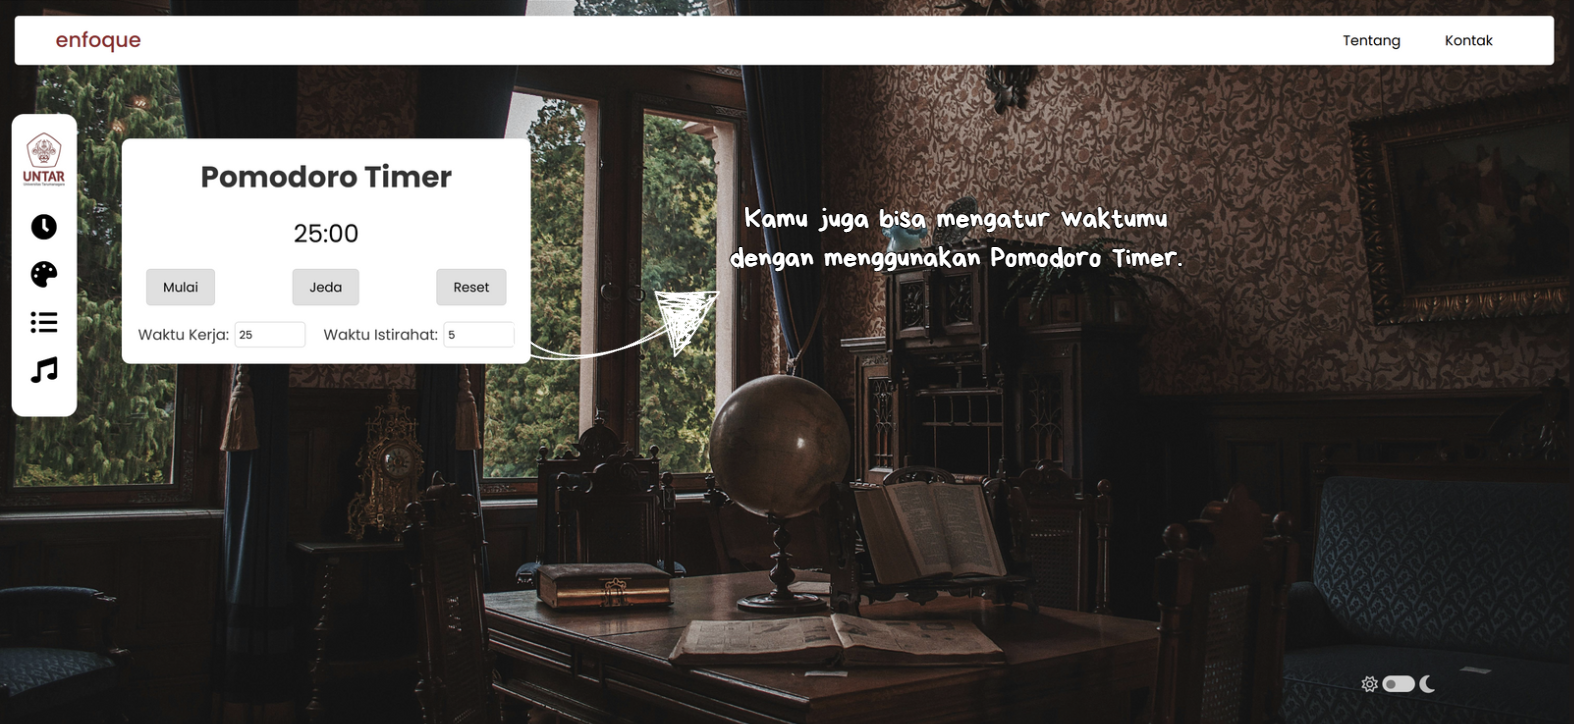 enfoque
Tentang
Kontak
UNTAR
Pomodoro Timer
25:00
Mulai
Jeda
Reset
Waktu Kerja: 25
Waktu Istirahat: 5
Kamu juga bisa mengatur waktumu
dengan menggunakan Pomodoro Timer.